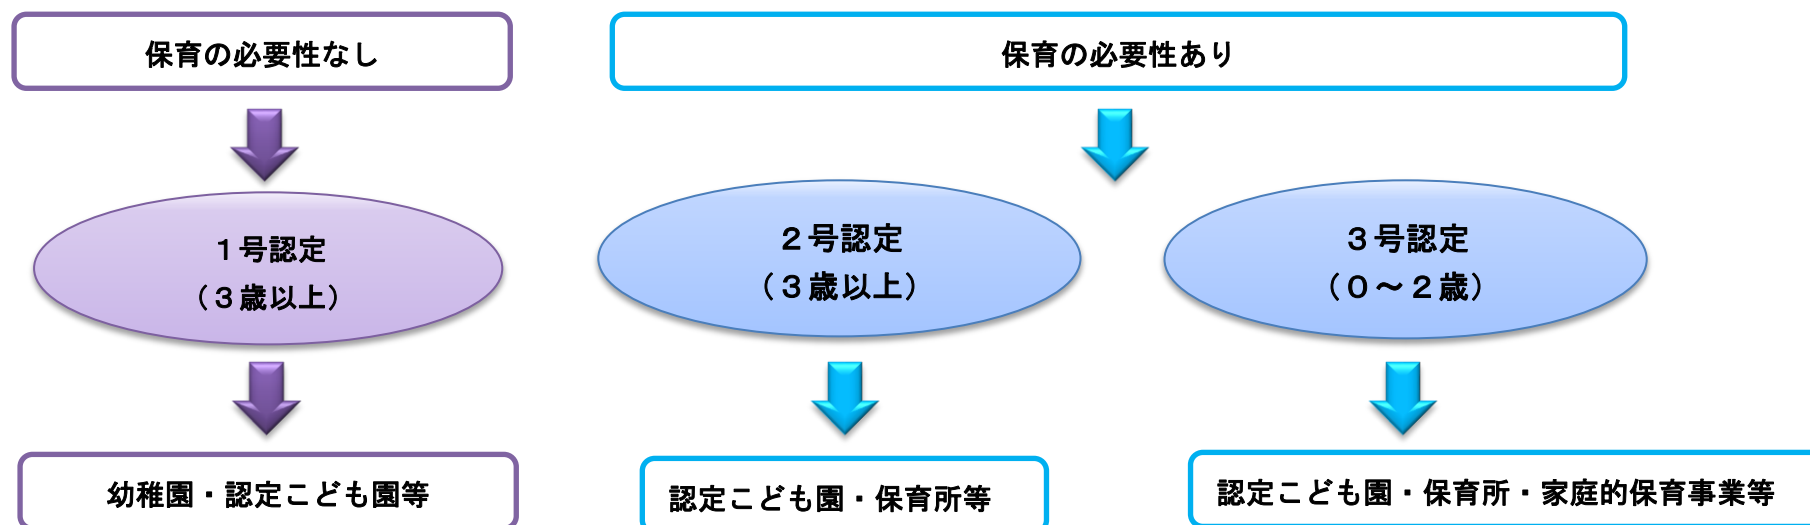 保育の必要性なし
保育の必要性あり
１号認定
（３歳以上）
２号認定
（３歳以上）
３号認定
（０～２歳）
幼稚園・認定こども園等
認定こども園・保育所等
認定こども園・保育所・家庭的保育事業等